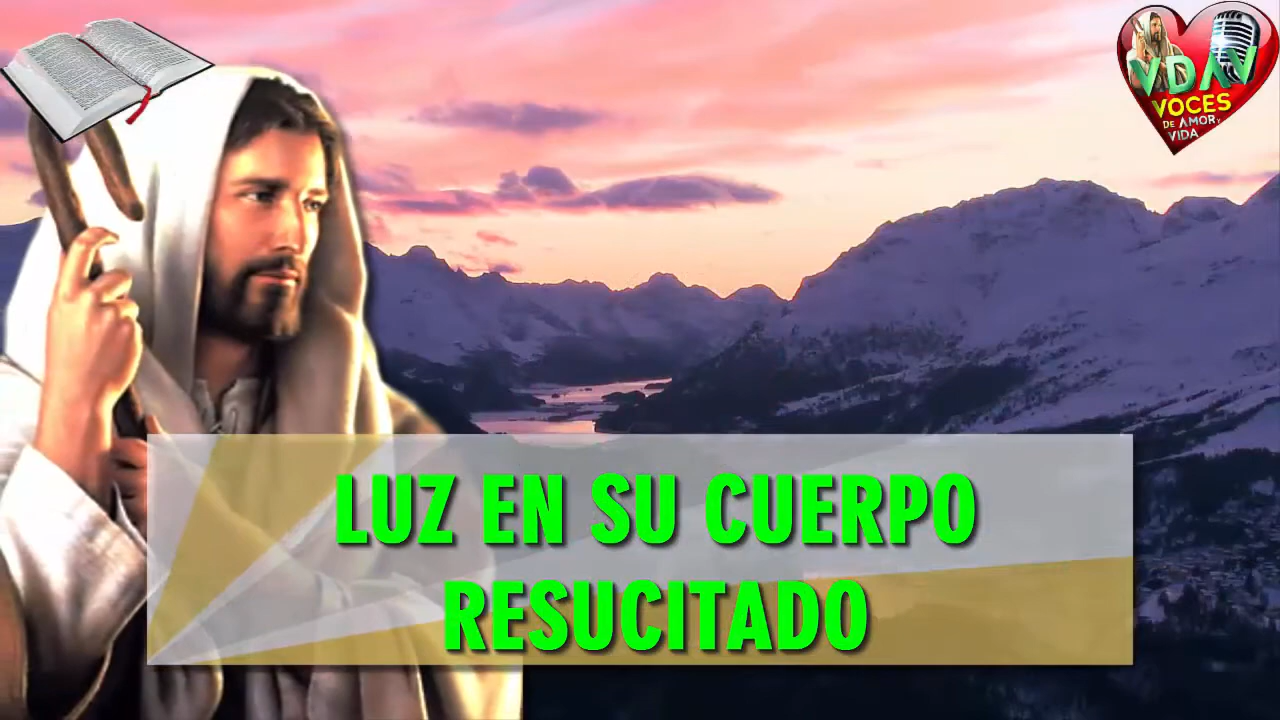 VDAV
VOCES
DE AMOR Y
VIDA
LUZ EN SU CUERPO
RESUCITADO